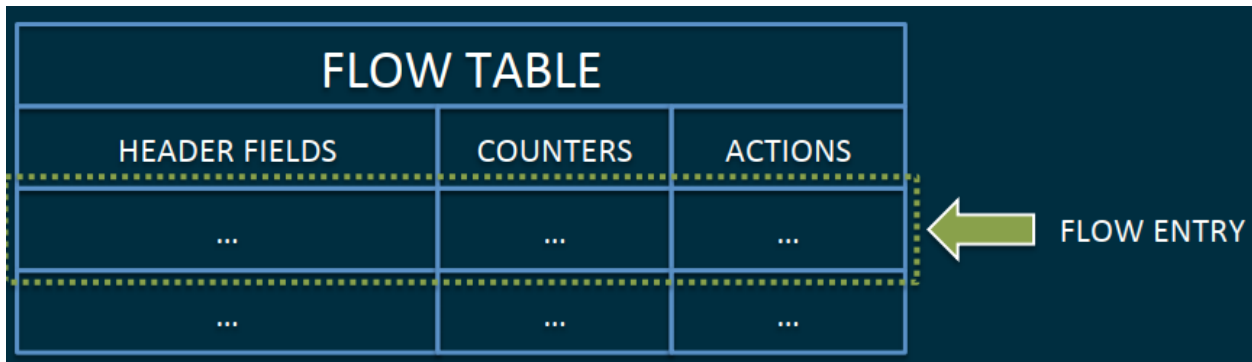 FLOW TABLE
HEADER FIELDS COUNTERS ACTIONS
... ... ...
FLOW ENTRY
... ... ...